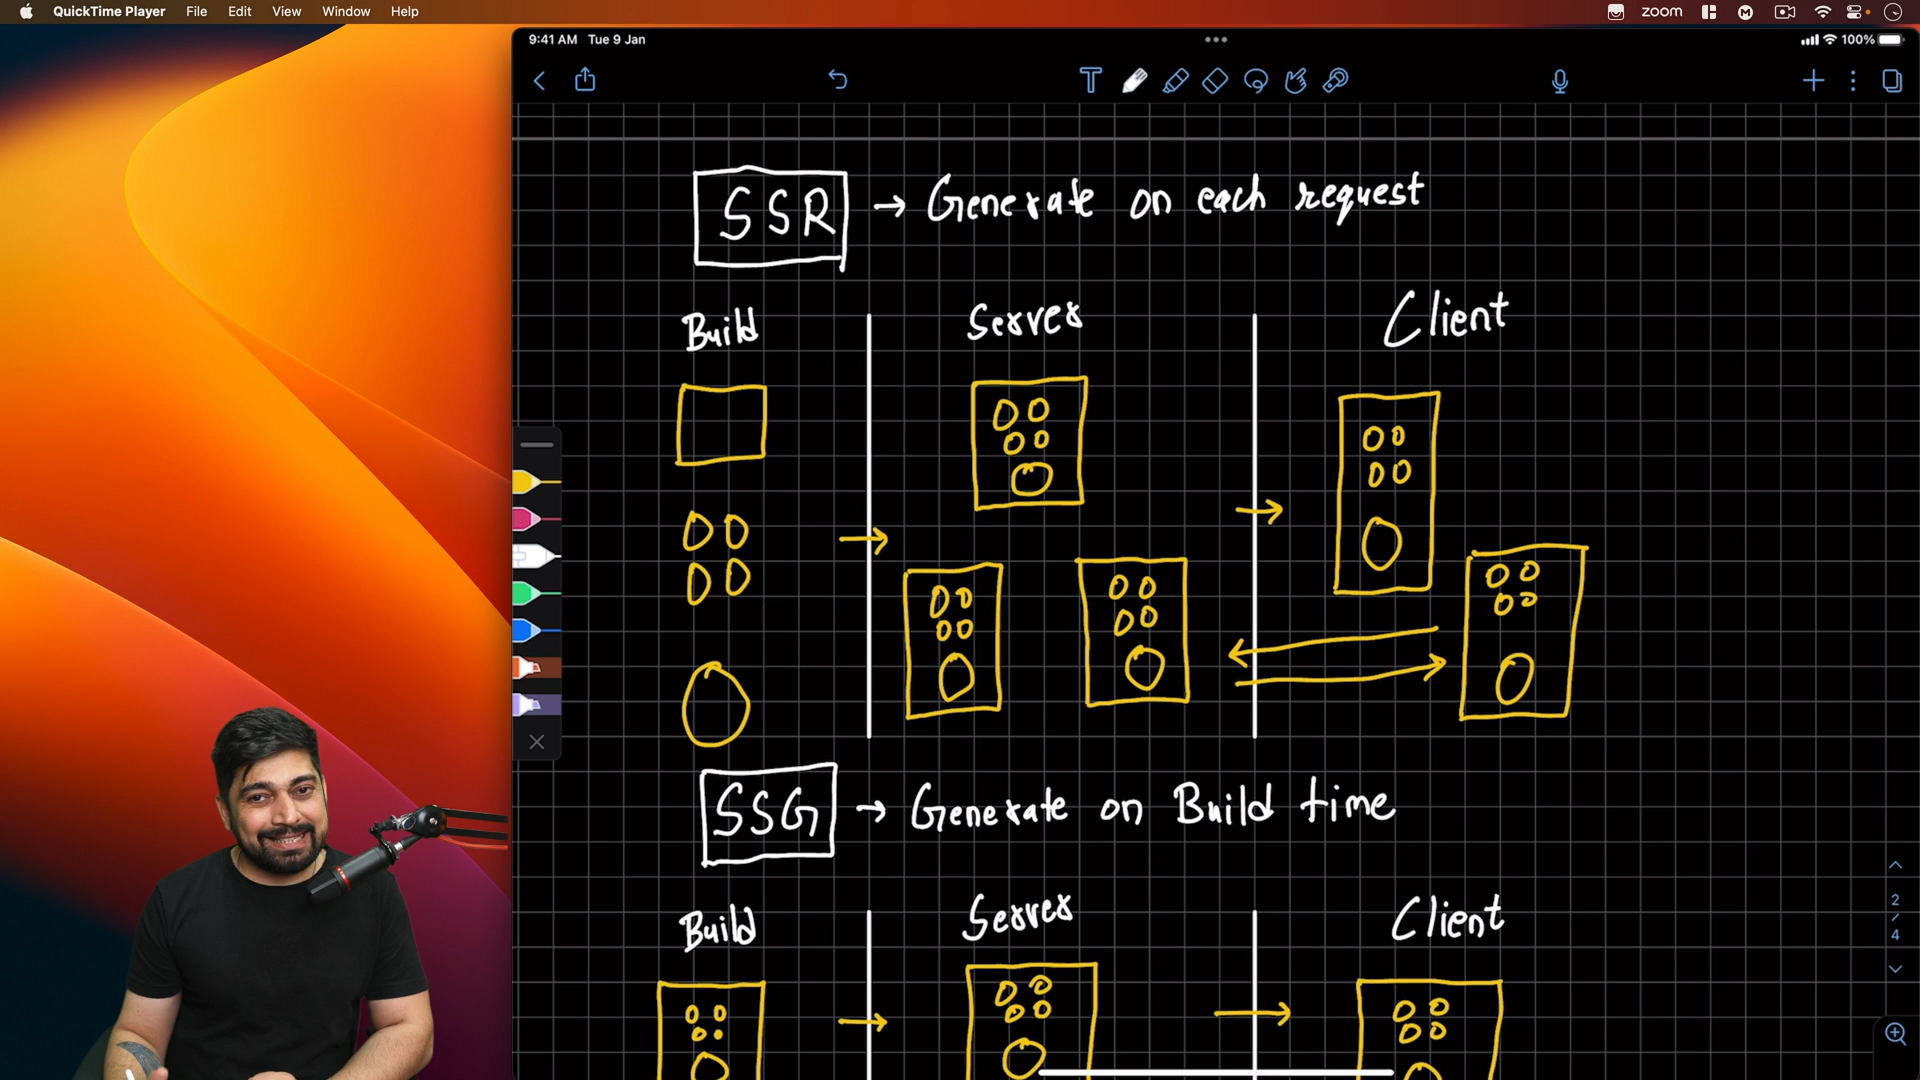 QuickTime Player File Edit View Window Help zoom
9:41 AM Tue 9 Jan 100%
SSR → Generate on each request
Build Server Client
SSG → Generate on Build time
Build Server Client
2
/
4